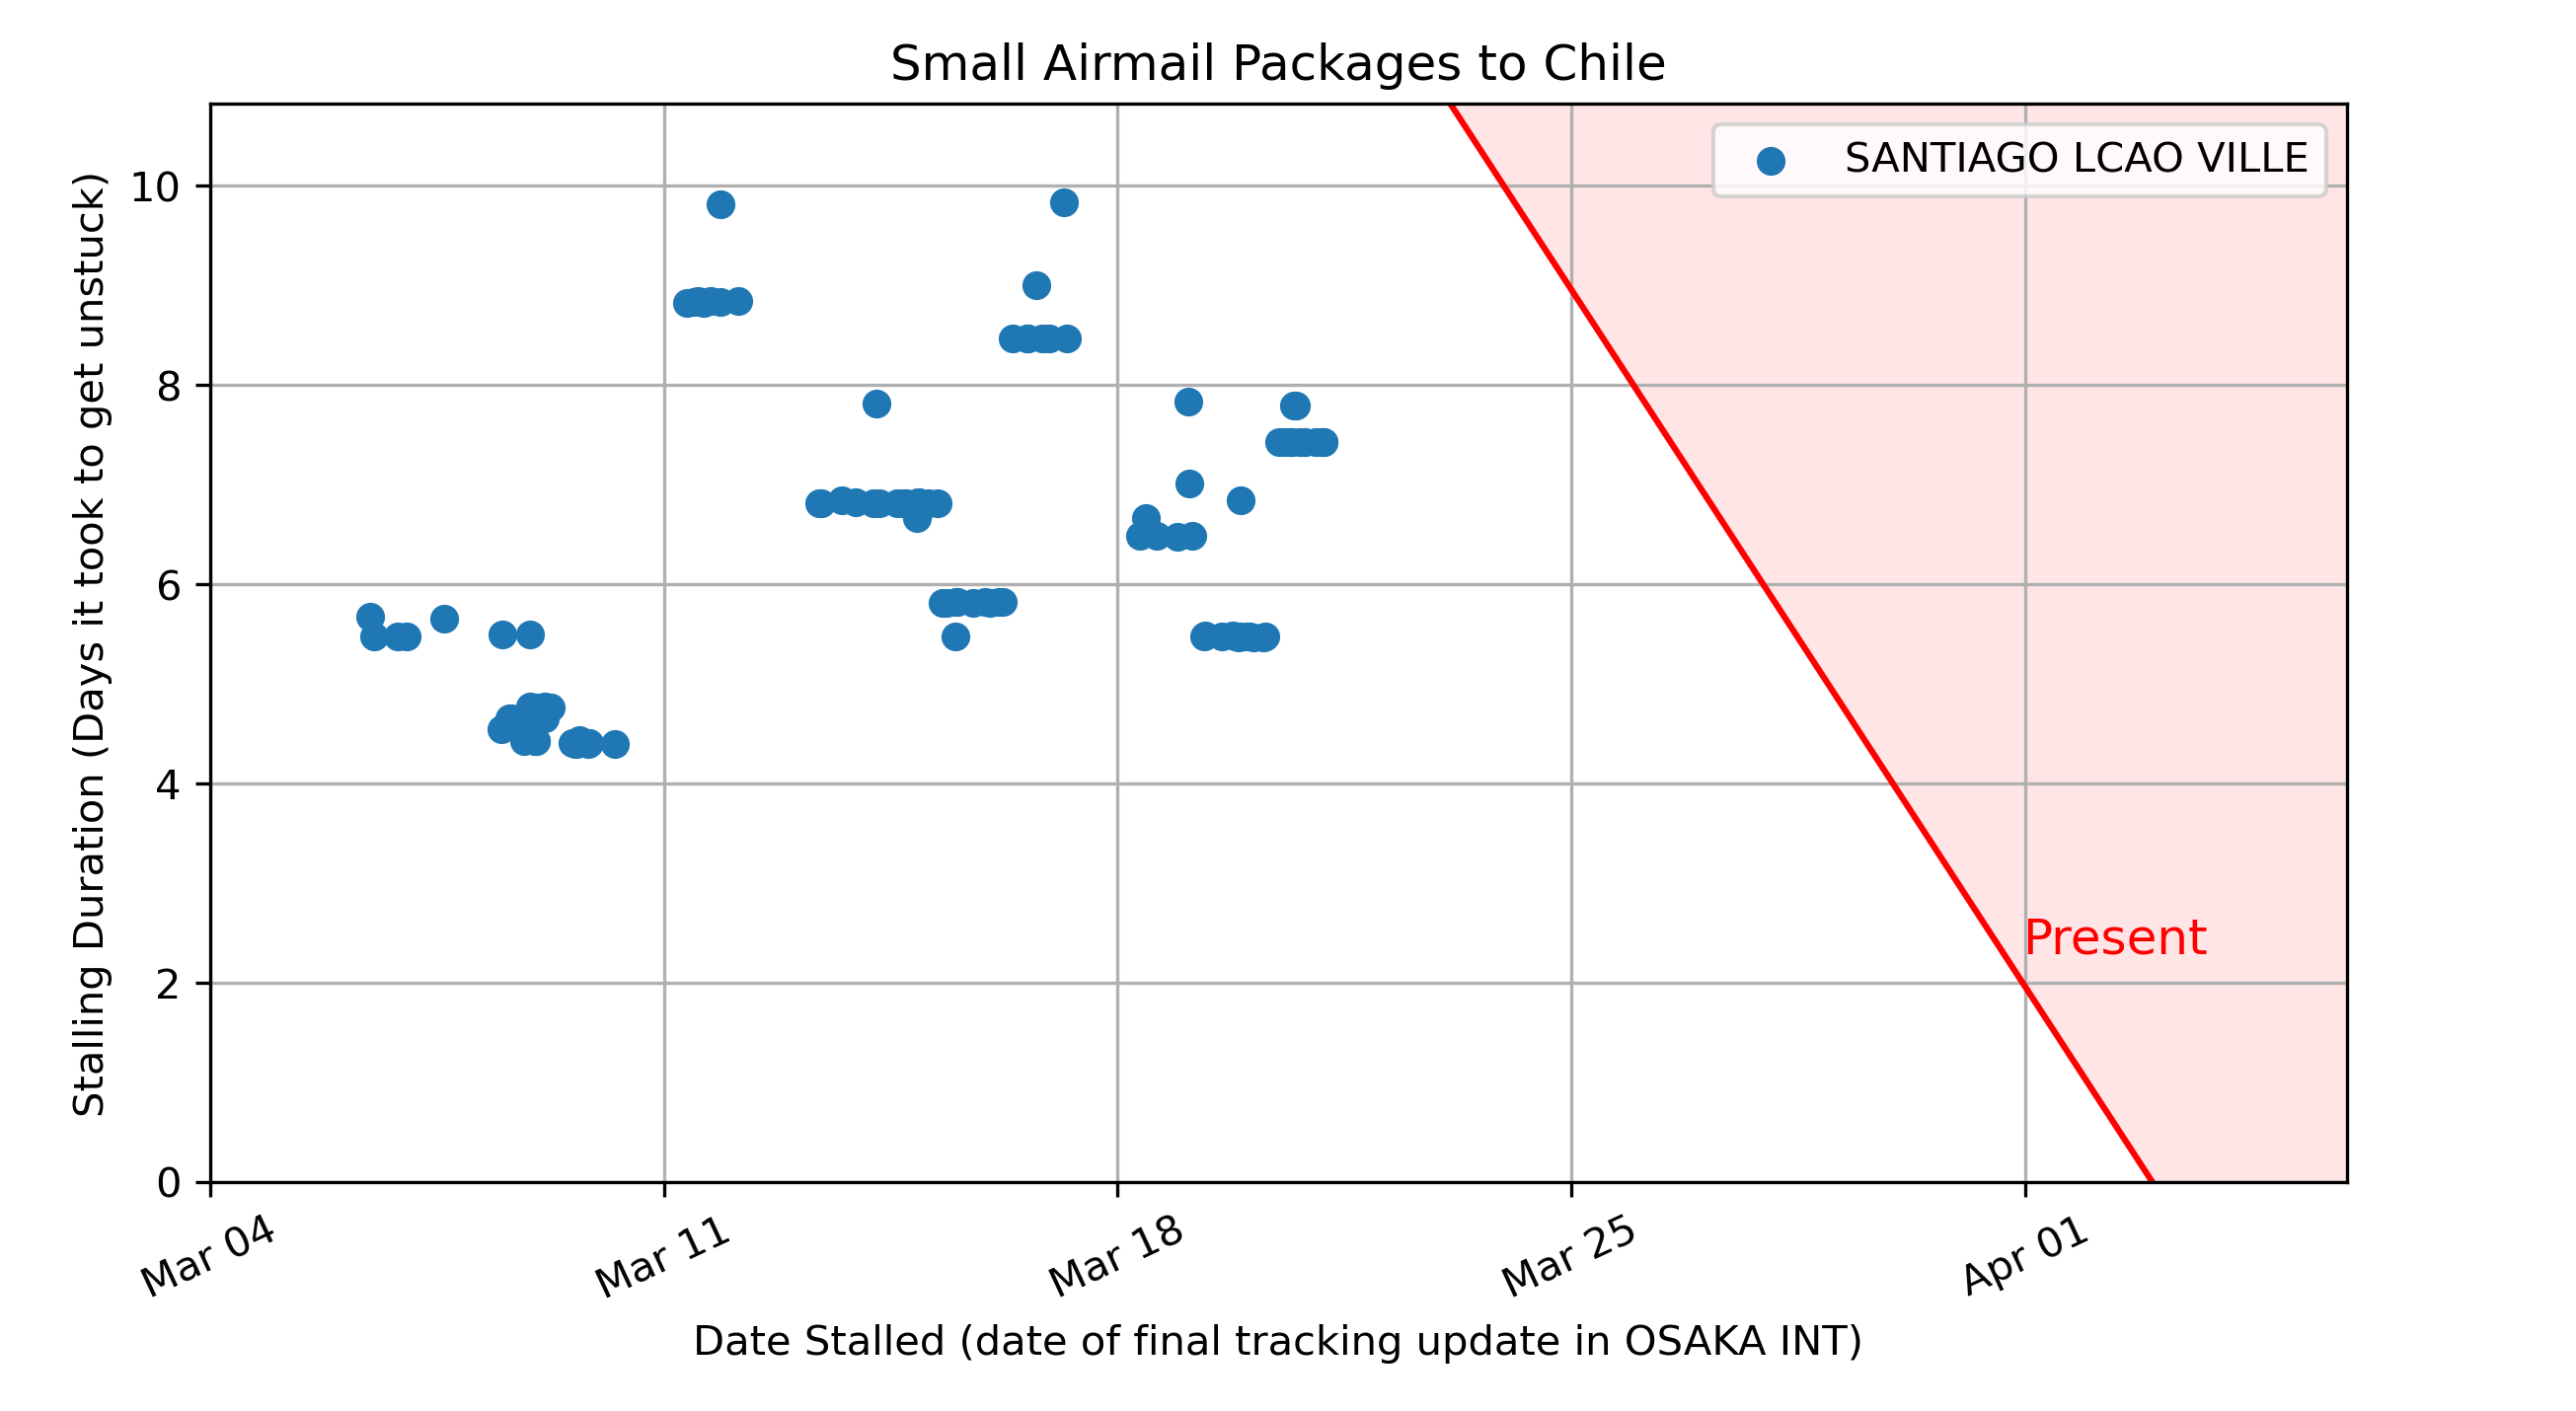 Small Airmail Packages to Chile
Stalling Duration (Days it took to get unstuck)
10
8
6
4
2
0
SANTIAGO LCAO VILLE
Present
Mar 04
Mar 11
Mar 18
Mar 25
Apr 01
Date Stalled (date of final tracking update in OSAKA INT)